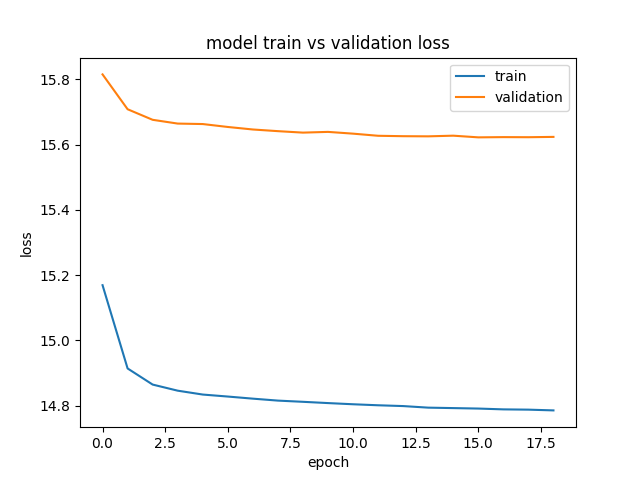 model train vs validation loss
train
validation
15.8
15.6
15.4
15.2
15.0
14.8
loss
0.0 2.5 5.0 7.5 10.0 12.5 15.0 17.5
epoch